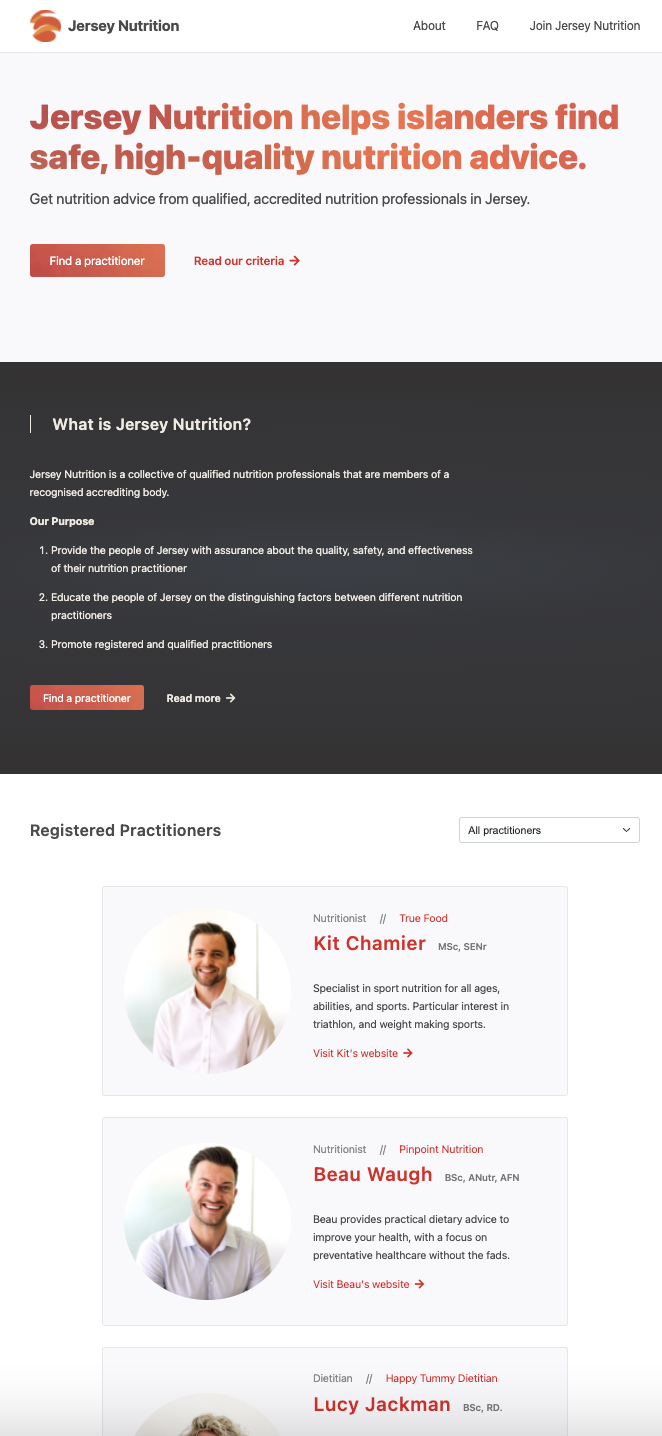 Jersey Nutrition
About
FAQ
Join Jersey Nutrition
Jersey Nutrition helps islanders find
safe, high-quality nutrition advice.
Get nutrition advice from qualified, accredited nutrition professionals in Jersey.
Find a practitioner
Read our criteria →
What is Jersey Nutrition?
Jersey Nutrition is a collective of qualified nutrition professionals that are members of a
recognised accrediting body.
Our Purpose
1. Provide the people of Jersey with assurance about the quality, safety, and effectiveness
of their nutrition practitioner
2. Educate the people of Jersey on the distinguishing factors between different nutrition
practitioners
3. Promote registered and qualified practitioners
Find a practitioner
Read more →
Registered Practitioners
All practitioners
Nutritionist // True Food
Kit Chamier MSc, SENr
Specialist in sport nutrition for all ages,
abilities, and sports. Particular interest in
triathlon, and weight making sports.
Visit Kit's website →
Nutritionist // Pinpoint Nutrition
Beau Waugh BSc, ANutr, AFN
Beau provides practical dietary advice to
improve your health, with a focus on
preventative healthcare without the fads.
Visit Beau's website →
Dietitian // Happy Tummy Dietitian
Lucy Jackman BSc, RD.